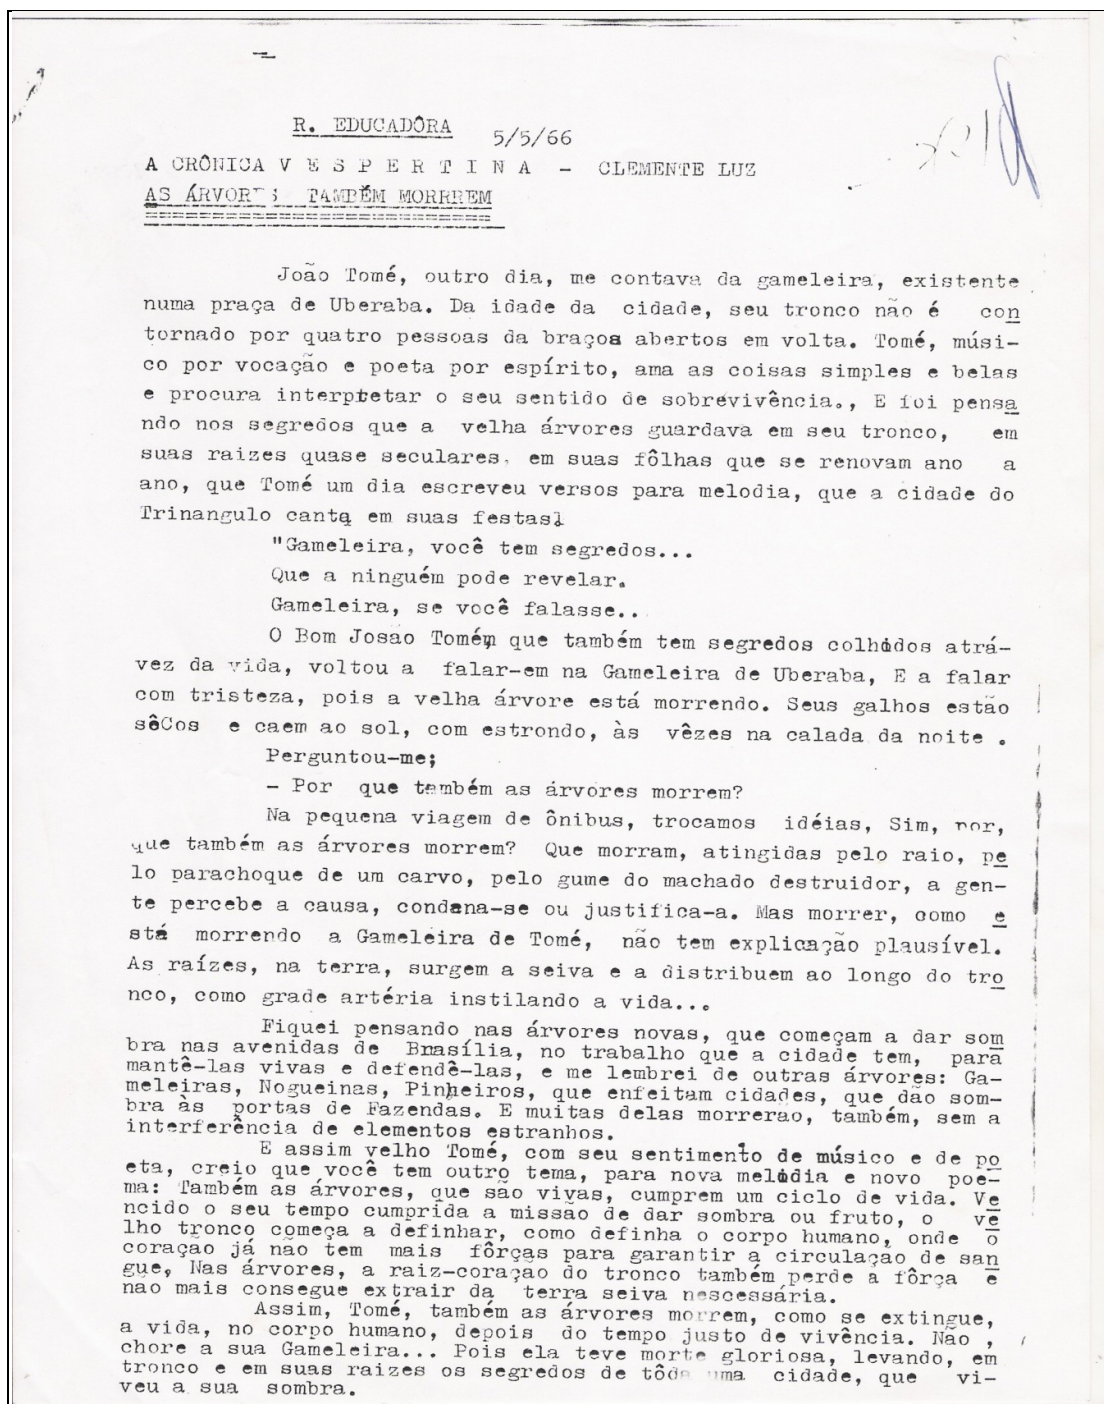 R. EDUCADÔRA 5/5/66
A CRÔNICA V E S P E R T I N A - CLEMENTE LUZ
AS ÁRVORES TAMBÉM MORRREM
==========================
João Tomé, outro dia, me contava da gameleira, existente
numa praça de Uberaba. Da idade da cidade, seu tronco não é con
tornado por quatro pessoas da braços abertos em volta. Tomé, músi-
co por vocação e poeta por espírito, ama as coisas simples e belas
e procura interptetar o seu sentido de sobrevivência., E foi pensa
ndo nos segredos que a velha árvores guardava em seu tronco, em
suas raizes quase seculares, em suas fôlhas que se renovam ano a
ano, que Tomé um dia escreveu versos para melodia, que a cidade do
Trinangulo canta em suas festas
"Gameleira, você tem segredos...
Que a ninguém pode revelar.
Gameleira, se você falasse..
O Bom Josão Tomé, que também tem segredos colhidos atrá-
vez da vida, voltou a falar-em na Gameleira de Uberaba, E a falar
com tristeza, pois a velha árvore está morrendo. Seus galhos estão
sêCos e caem ao sol, com estrondo, às vêzes na calada da noite .
Perguntou-me;
- Por que também as árvores morrem?
Na pequena viagem de ônibus, trocamos idéias, Sim, por,
que também as árvores morrem? Que morram, atingidas pelo raio, pe
lo parachoque de um carvo, pelo gume do machado destruidor, a gen-
te percebe a causa, condena-se ou justifica-a. Mas morrer, como e
stá morrendo a Gameleira de Tomé, não tem explicação plausível.
As raízes, na terra, surgem a seiva e a distribuem ao longo do tro
nco, como grade artéria instilando a vida...
Fiquei pensando nas árvores novas, que começam a dar som
bra nas avenidas de Brasília, no trabalho que a cidade tem, para
mantê-las vivas e defendê-las, e me lembrei de outras árvores: Ga-
meleiras, Nogueinas, Pinheiros, que enfeitam cidades, que dão som-
bra às portas de Fazendas. E muitas delas morrerão, também, sem a
interferência de elementos estranhos.
E assim velho Tomé, com seu sentimento de músico e de po
eta, creio que você tem outro tema, para nova melodia e novo poe-
ma: Também as árvores, que são vivas, cumprem um ciclo de vida. Ve
ncido o seu tempo cumprida a missão de dar sombra ou fruto, o ve
lho tronco começa a definhar, como definha o corpo humano, onde o
coração já não tem mais fôrças para garantir a circulação de san
gue, Nas árvores, a raiz-coração do tronco também perde a fôrça e
nao mais consegue extrair da terra seiva nescessária.
Assim, Tomé, também as árvores morrem, como se extingue,
a vida, no corpo humano, depois do tempo justo de vivência. Não ,
chore a sua Gameleira... Pois ela teve morte gloriosa, levando, em
tronco e em suas raizes os segredos de tôda uma cidade, que vi-
veu a sua sombra.